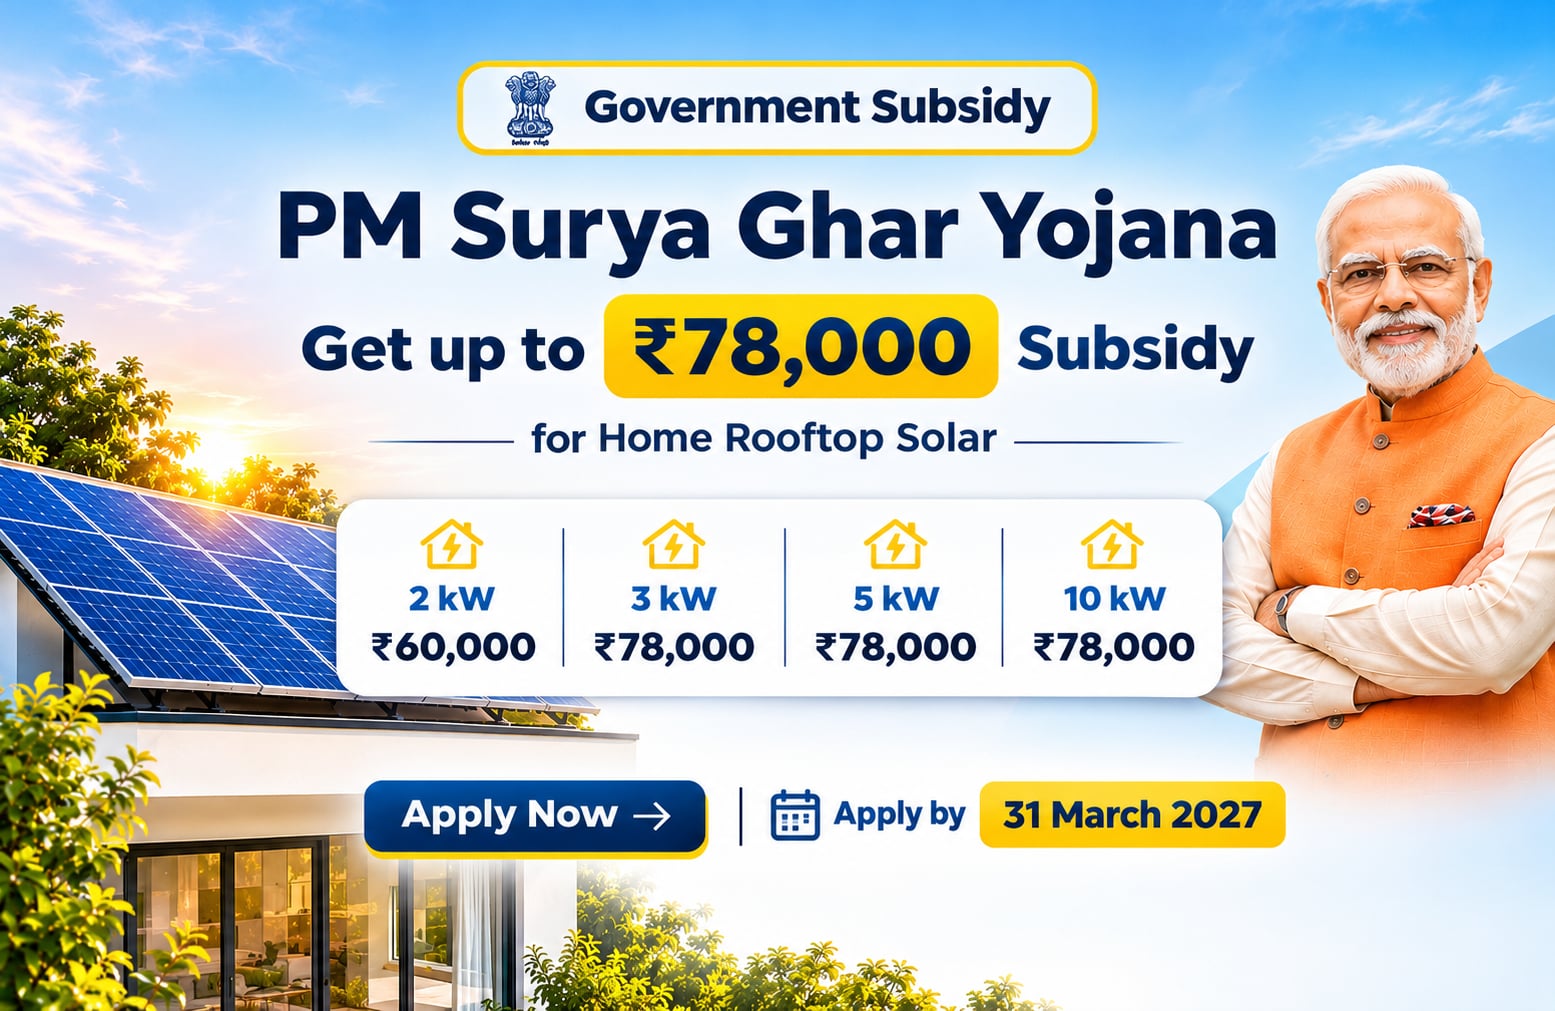 Government Subsidy
PM Surya Ghar Yojana
Get up to ₹78,000 Subsidy
for Home Rooftop Solar
2 kW
₹60,000
3 kW
₹78,000
5 kW
₹78,000
10 kW
₹78,000
Apply Now →
Apply by 31 March 2027